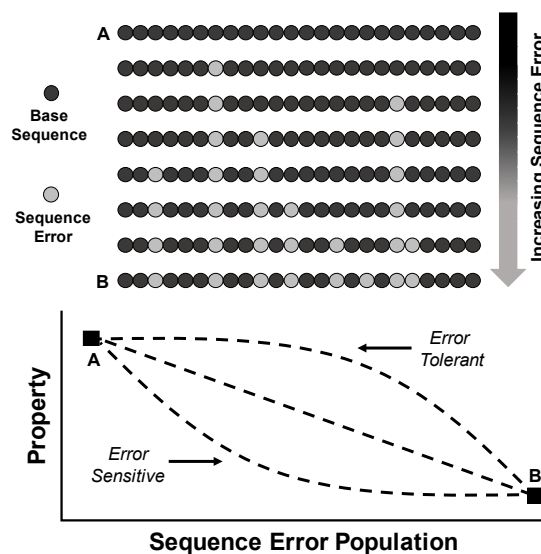 A
Base
Sequence
Sequence
Error
B
Increasing Sequence Error
Property
A
Error
Tolerant
Error
Sensitive
B
Sequence Error Population